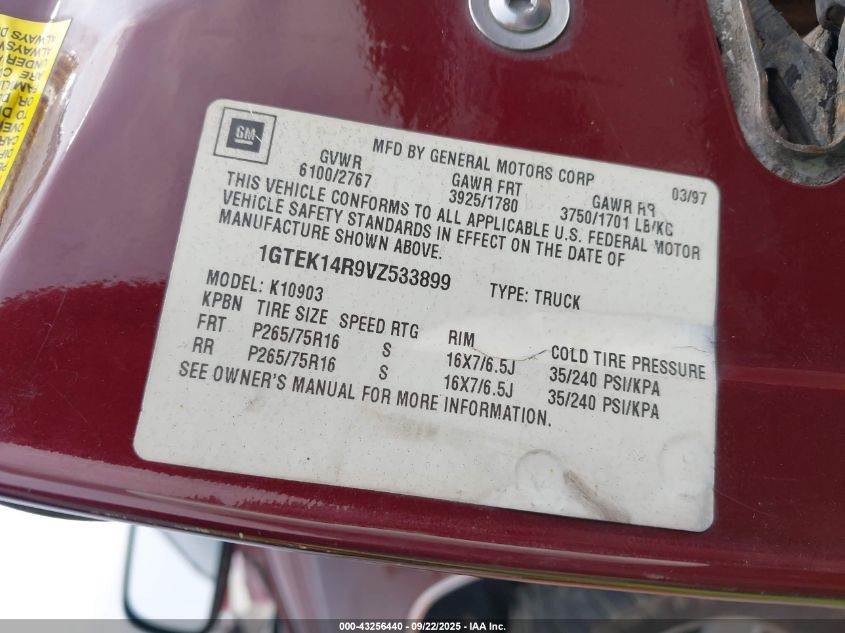 GM
MFD BY GENERAL MOTORS CORP 03/97
GVWR GAWR FRT GAWR RR
6100/2767 3925/1780 3750/1701 LB/KG
THIS VEHICLE CONFORMS TO ALL APPLICABLE U.S. FEDERAL MOTOR
VEHICLE SAFETY STANDARDS IN EFFECT ON THE DATE OF
MANUFACTURE SHOWN ABOVE.
1GTEK14R9VZ533899 TYPE: TRUCK
MODEL: K10903
KPBN TIRE SIZE SPEED RTG RIM COLD TIRE PRESSURE
FRT P265/75R16 S 16X7/6.5J 35/240 PSI/KPA
RR P265/75R16 S 16X7/6.5J 35/240 PSI/KPA
SEE OWNER'S MANUAL FOR MORE INFORMATION.
000-43256440 - 09/22/2025 - IAA Inc.